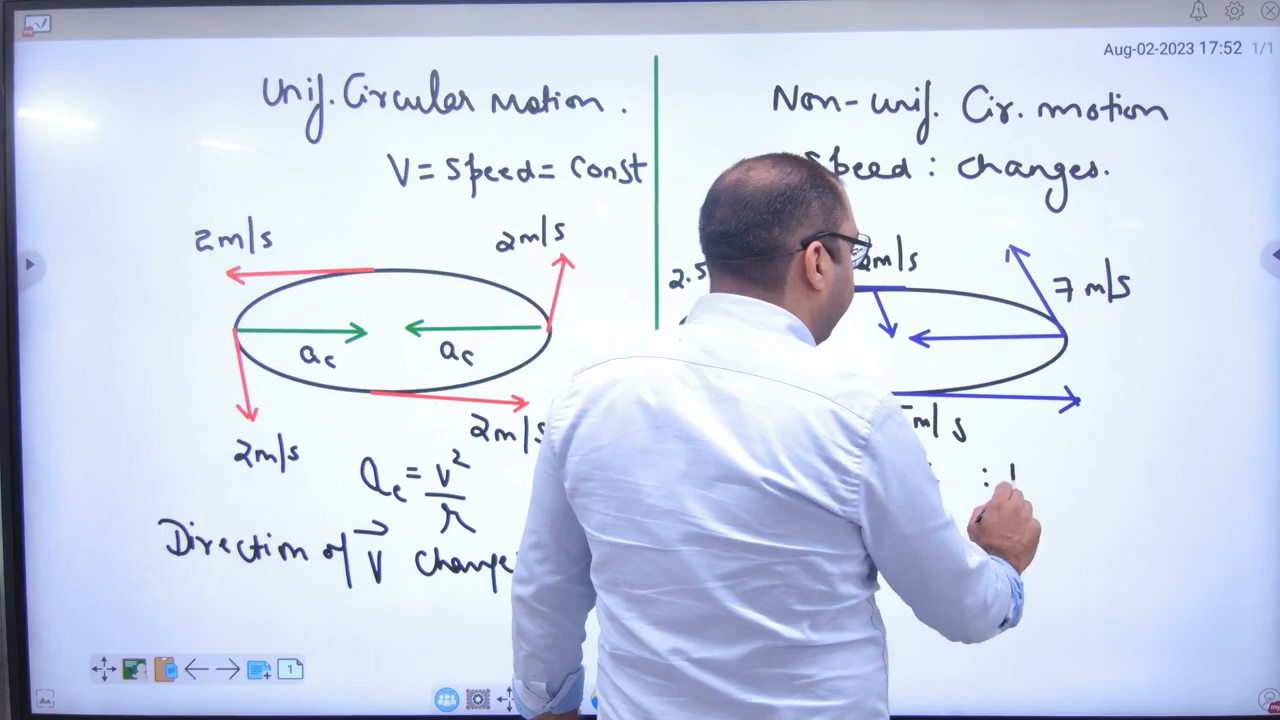 Aug-02-2023 17:52 1/1
Unif. Circular Motion.
V = Speed = Const
2m/s
2m/s
ac
ac
2m/s
2m/s
ac = v²/r
Direction of V⃗
Non-unif. Cir. motion
Speed : Changes.
7 m/s
1